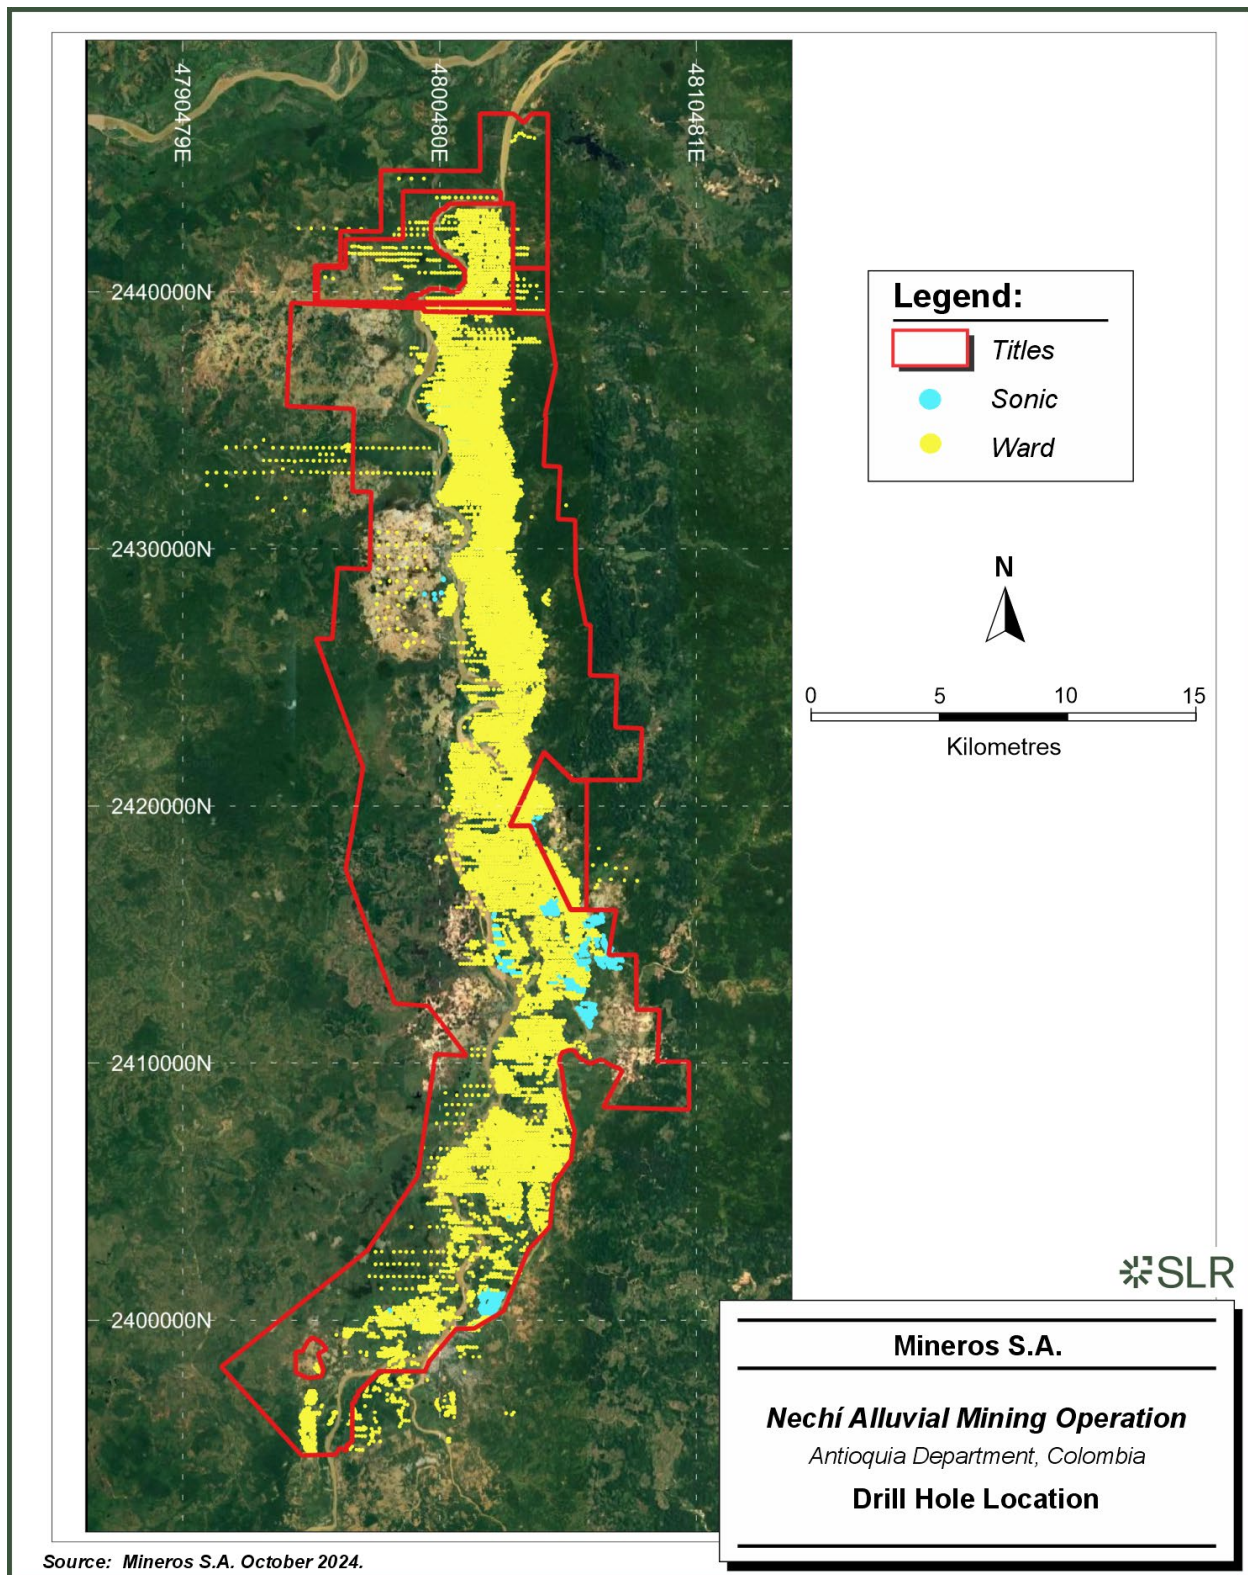 4790479E
4800480E
4810481E
2440000N
2430000N
2420000N
2410000N
2400000N
Legend:
Titles
Sonic
Ward
N
0 5 10 15
Kilometres
SLR
Mineros S.A.
Nechí Alluvial Mining Operation
Antioquia Department, Colombia
Drill Hole Location
Source: Mineros S.A. October 2024.